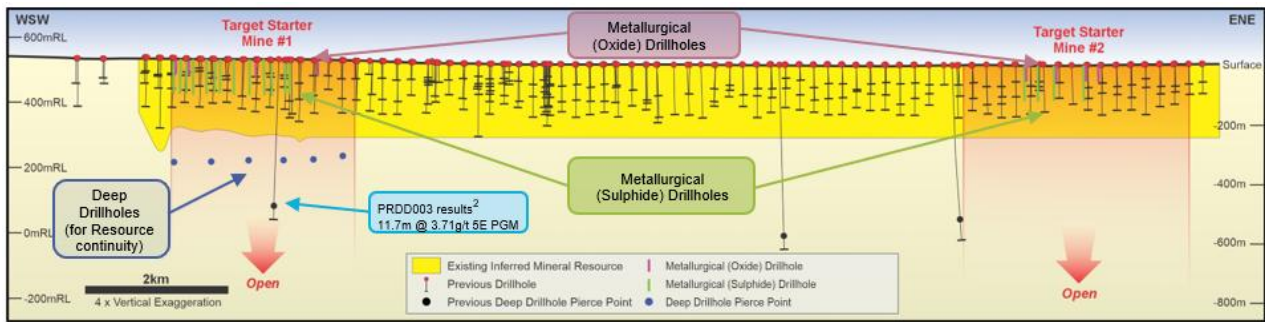 WSW
ENE
Target Starter
Mine #1
Metallurgical
(Oxide) Drillholes
Target Starter
Mine #2
600mRL
400mRL
200mRL
0mRL
-200mRL
Surface
-200m
-400m
-600m
-800m
Deep
Drillholes
(for Resource
continuity)
PRDD003 results2
11.7m @ 3.71g/t 5E PGM
Metallurgical
(Sulphide) Drillholes
Open
Open
2km
4 x Vertical Exaggeration
Existing Inferred Mineral Resource
Previous Drillhole
Previous Deep Drillhole Pierce Point
Metallurgical (Oxide) Drillhole
Metallurgical (Sulphide) Drillhole
Deep Drillhole Pierce Point